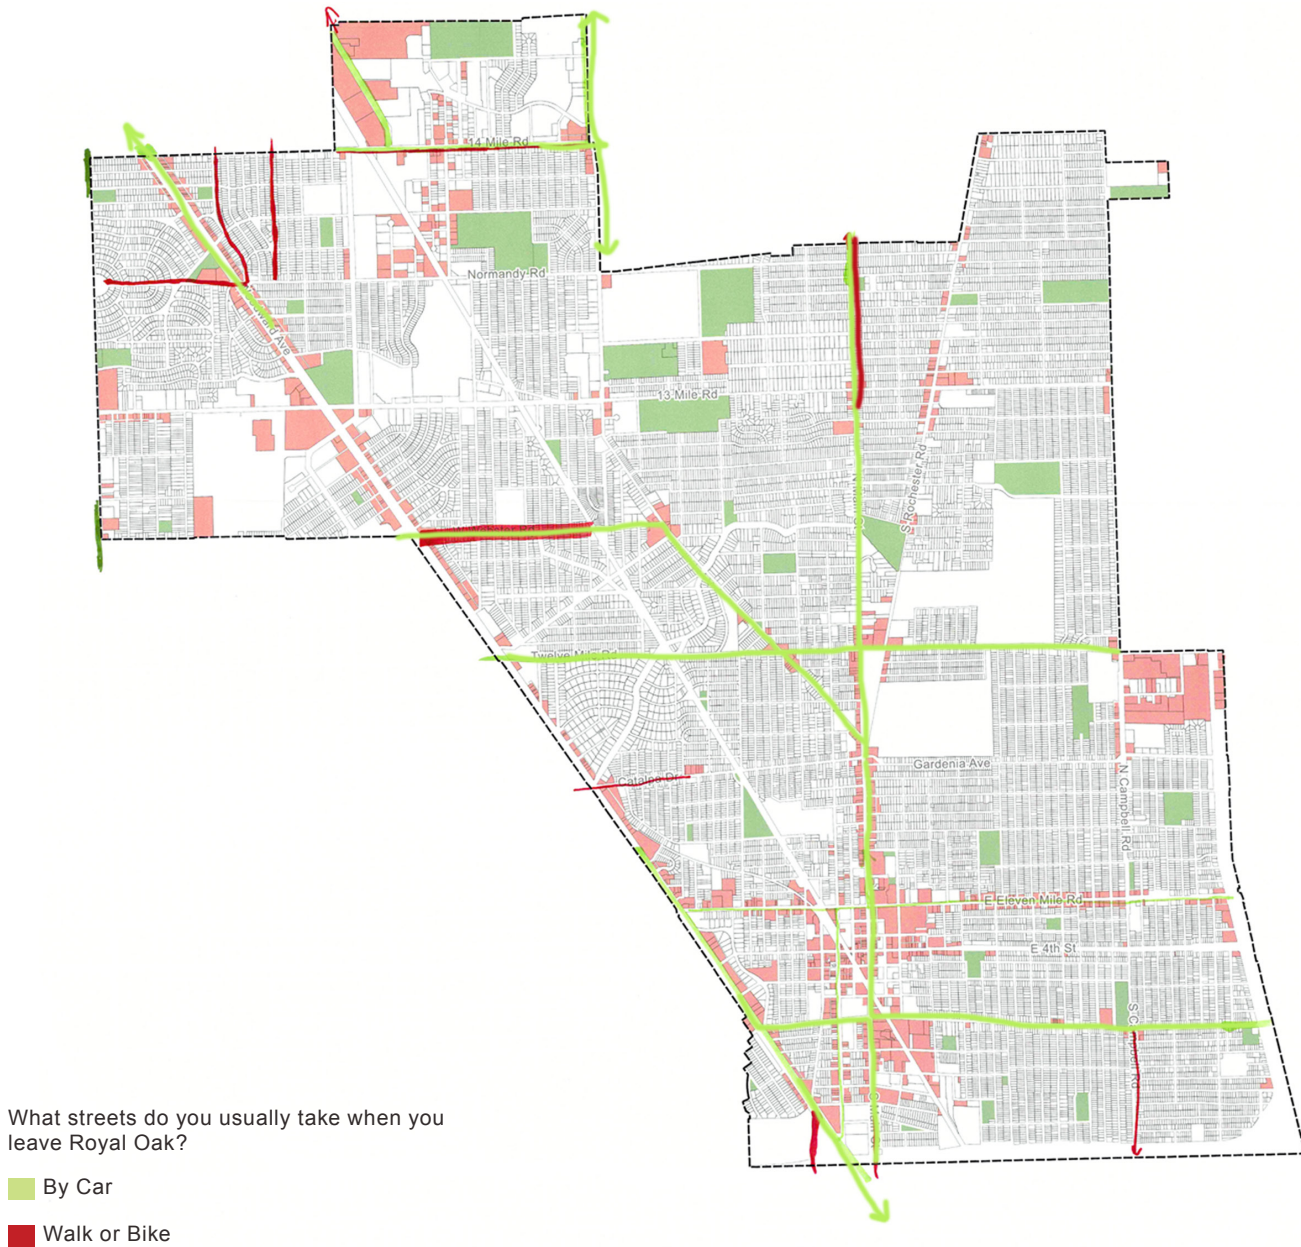 14 Mile Rd
Normandy Rd
13 Mile Rd
S Rochester Rd
Twelve Mile Rd
Catalpa Dr
Gardenia Ave
N Campbell Rd
E Eleven Mile Rd
E 4th St
What streets do you usually take when you
leave Royal Oak?
By Car
Walk or Bike